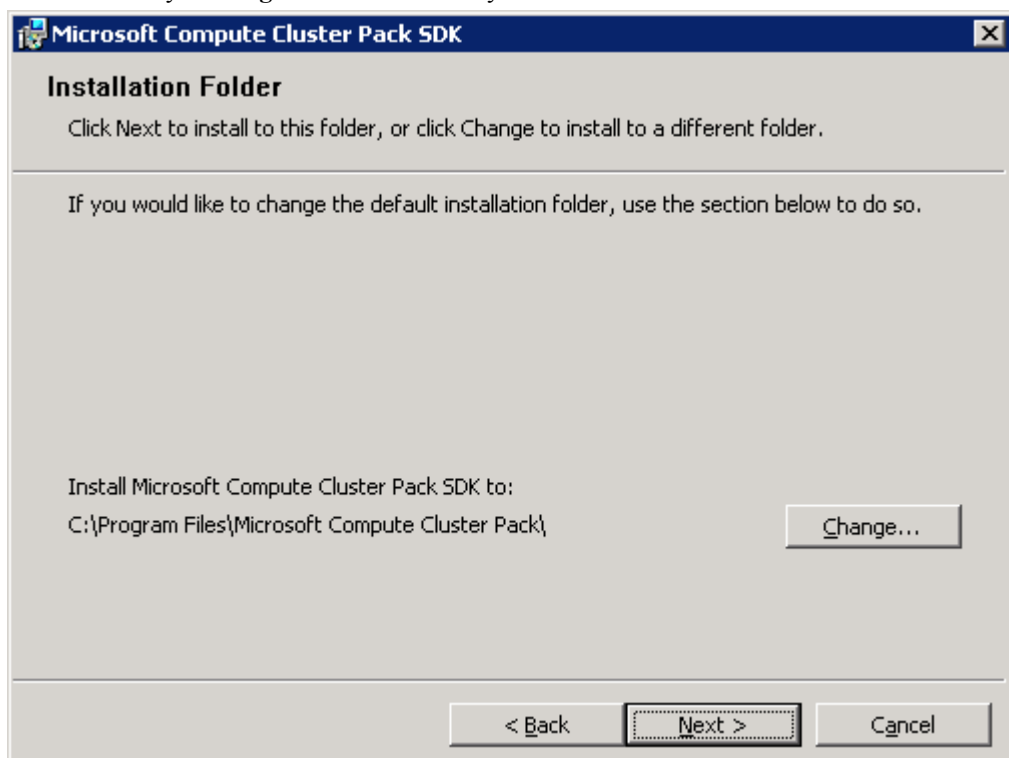 Microsoft Compute Cluster Pack SDK
Installation Folder
Click Next to install to this folder, or click Change to install to a different folder.
If you would like to change the default installation folder, use the section below to do so.
Install Microsoft Compute Cluster Pack SDK to:
C:\Program Files\Microsoft Compute Cluster Pack\
Change...
< Back Next > Cancel